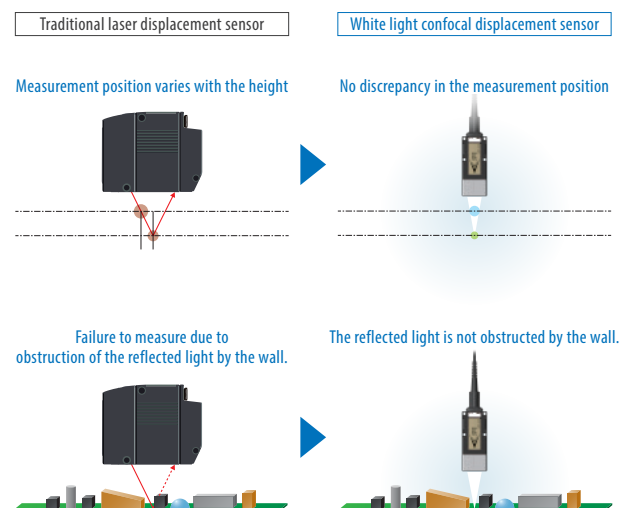 Traditional laser displacement sensor
White light confocal displacement sensor
Measurement position varies with the height
No discrepancy in the measurement position
Failure to measure due to
obstruction of the reflected light by the wall.
The reflected light is not obstructed by the wall.